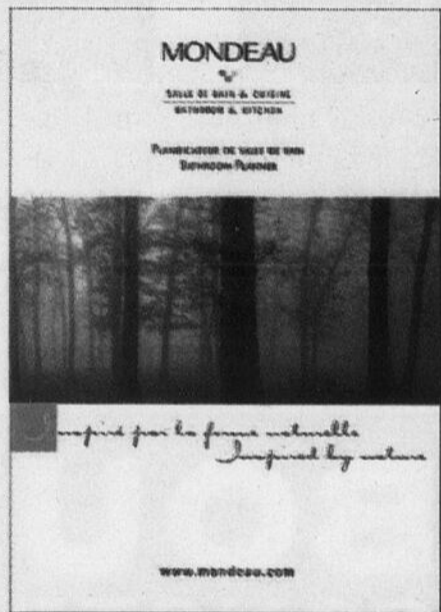 MONDEAU
SALLE DE BAIN & CUISINE
BATHROOM & KITCHEN
PLANIFICATEUR DE SALLE DE BAIN
BATHROOM PLANNER
Inspiré par la forme naturelle
Inspired by nature
www.mondeau.com